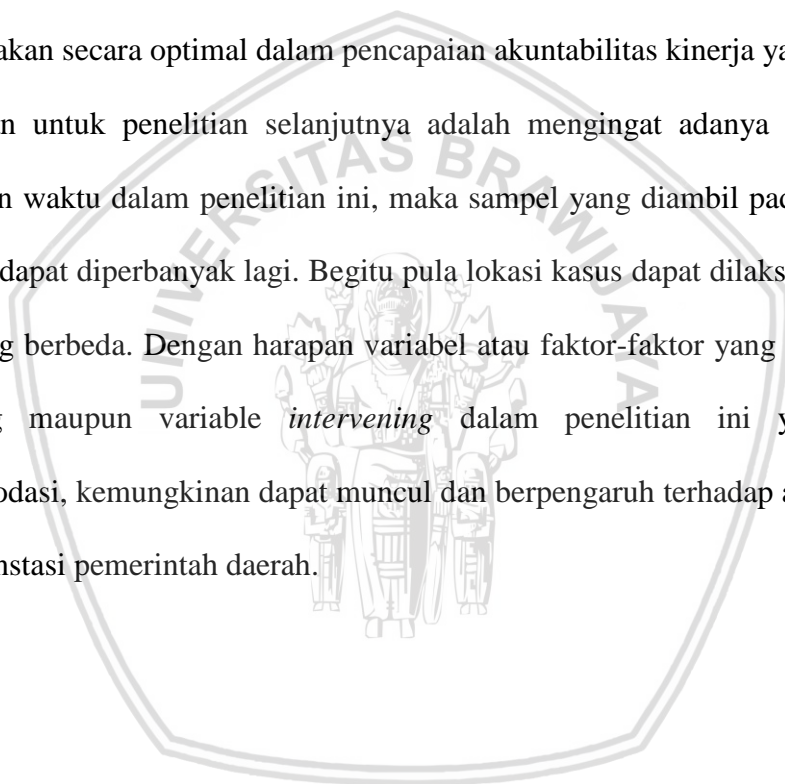 akan secara optimal dalam pencapaian akuntabilitas kinerja ya
n untuk penelitian selanjutnya adalah mengingat adanya
n waktu dalam penelitian ini, maka sampel yang diambil pad
dapat diperbanyak lagi. Begitu pula lokasi kasus dapat dilaks
g berbeda. Dengan harapan variabel atau faktor-faktor yang
g maupun variable intervening dalam penelitian ini y
odasi, kemungkinan dapat muncul dan berpengaruh terhadap a
nstasi pemerintah daerah.
UNIVERSITAS BRAWIJAYA